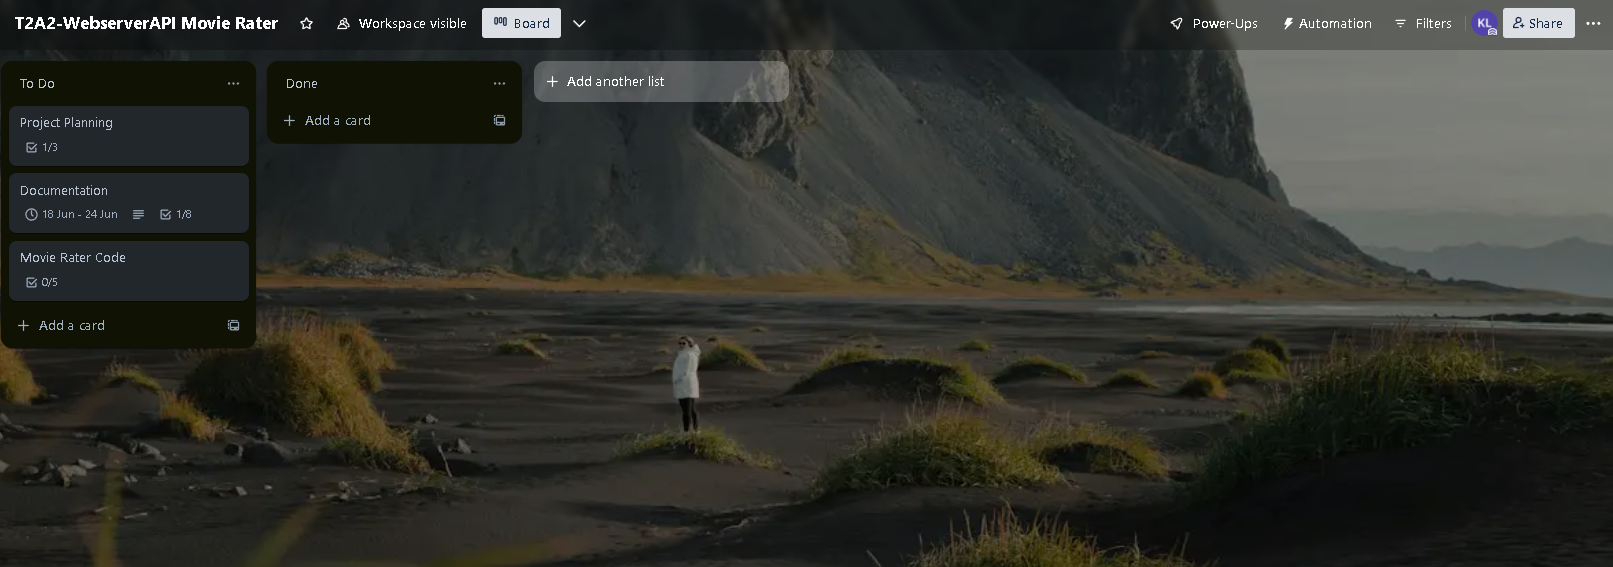 T2A2-WebserverAPI Movie Rater
Workspace visible
Board
Power-Ups
Automation
Filters
KL
Share
To Do
Project Planning
1/3
Documentation
18 Jun - 24 Jun
1/8
Movie Rater Code
0/5
+ Add a card
Done
+ Add a card
+ Add another list